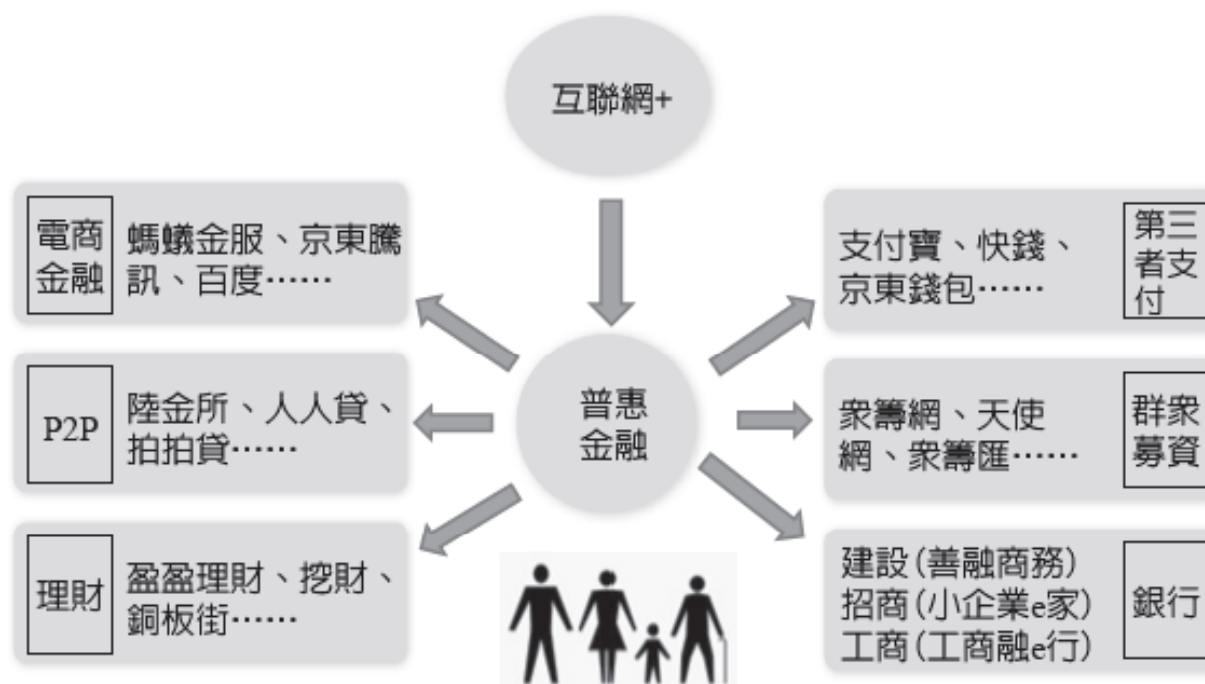 互聯網+
電商
金融
螞蟻金服、京東騰
訊、百度……
P2P
陸金所、人人貸、
拍拍貸……
理財
盈盈理財、挖財、
銅板街……
普惠
金融
支付寶、快錢、
京東錢包……
第三
者支
付
衆籌網、天使
網、衆籌匯……
群衆
募資
建設(善融商務)
招商(小企業e家)
工商(工商融e行)
銀行